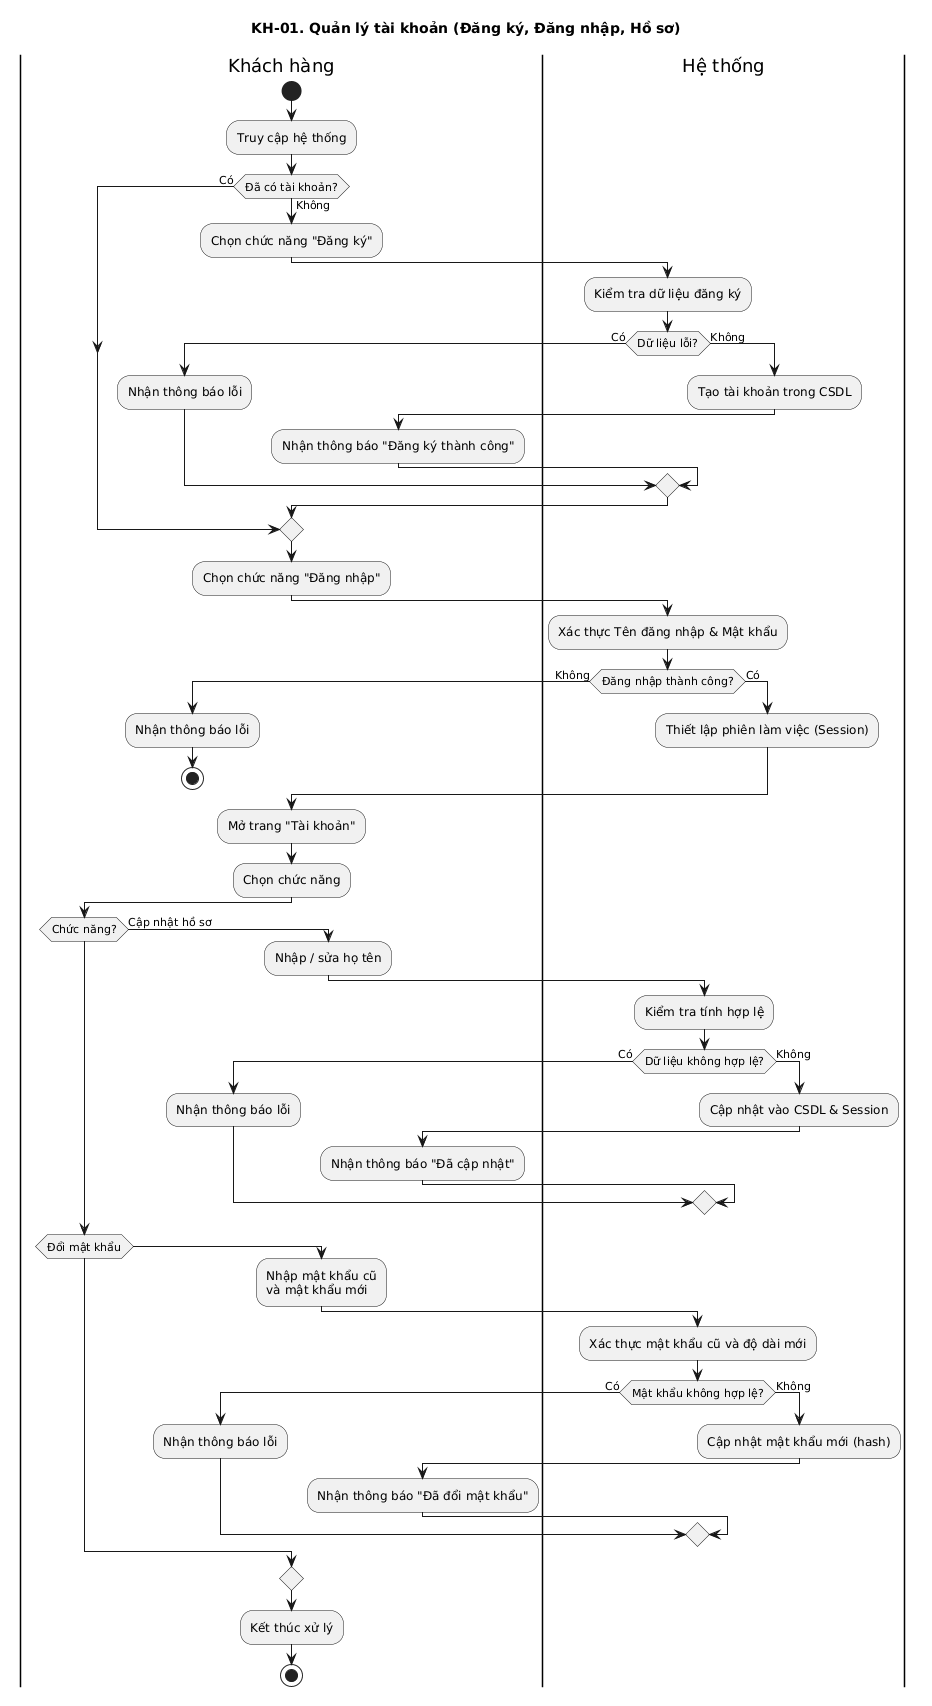 KH-01. Quản lý tài khoản (Đăng ký, Đăng nhập, Hồ sơ)
Khách hàng
Hệ thống
Truy cập hệ thống
Đã có tài khoản?
Có
Không
Chọn chức năng "Đăng ký"
Kiểm tra dữ liệu đăng ký
Dữ liệu lỗi?
Có
Không
Nhận thông báo lỗi
Tạo tài khoản trong CSDL
Nhận thông báo "Đăng ký thành công"
Chọn chức năng "Đăng nhập"
Xác thực Tên đăng nhập & Mật khẩu
Đăng nhập thành công?
Không
Có
Nhận thông báo lỗi
Thiết lập phiên làm việc (Session)
Mở trang "Tài khoản"
Chọn chức năng
Chức năng?
Cập nhật hồ sơ
Nhập / sửa họ tên
Kiểm tra tính hợp lệ
Dữ liệu không hợp lệ?
Có
Không
Nhận thông báo lỗi
Cập nhật vào CSDL & Session
Nhận thông báo "Đã cập nhật"
Đổi mật khẩu
Nhập mật khẩu cũ
và mật khẩu mới
Xác thực mật khẩu cũ và độ dài mới
Mật khẩu không hợp lệ?
Có
Không
Nhận thông báo lỗi
Cập nhật mật khẩu mới (hash)
Nhận thông báo "Đã đổi mật khẩu"
Kết thúc xử lý